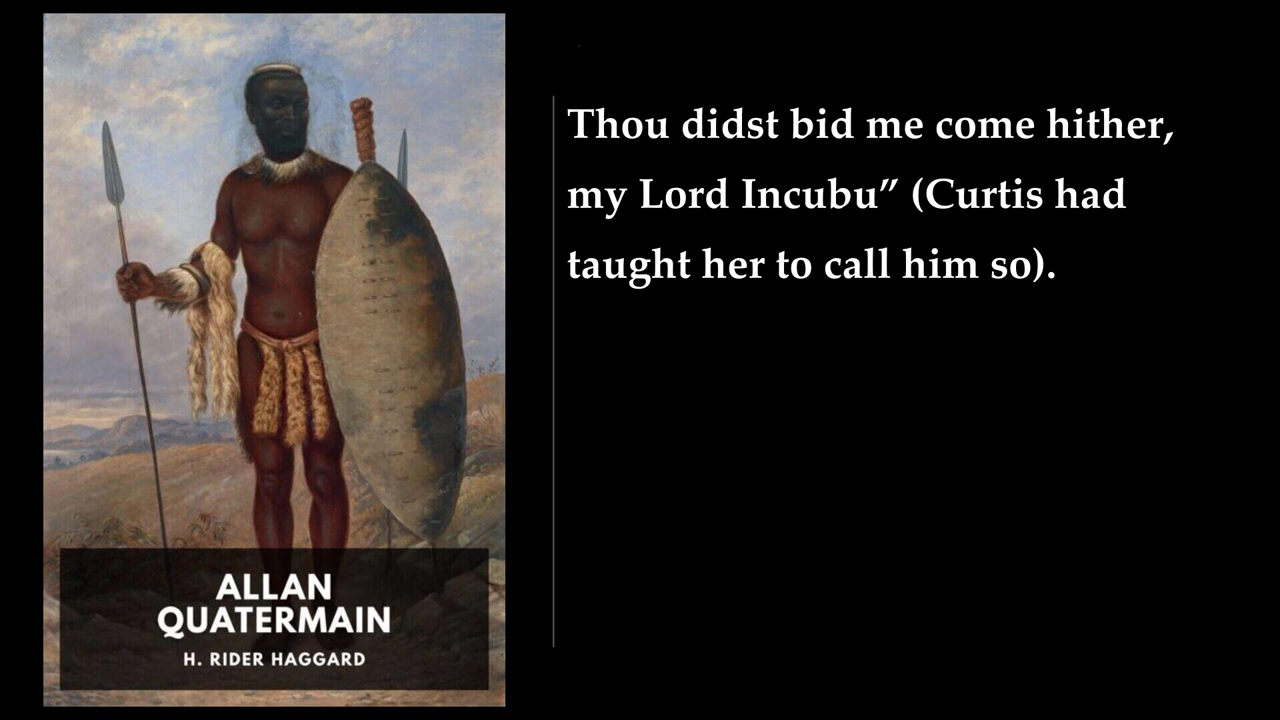 Thou didst bid me come hither,
my Lord Incubu” (Curtis had
taught her to call him so).
ALLAN
QUATERMAIN
H. RIDER HAGGARD